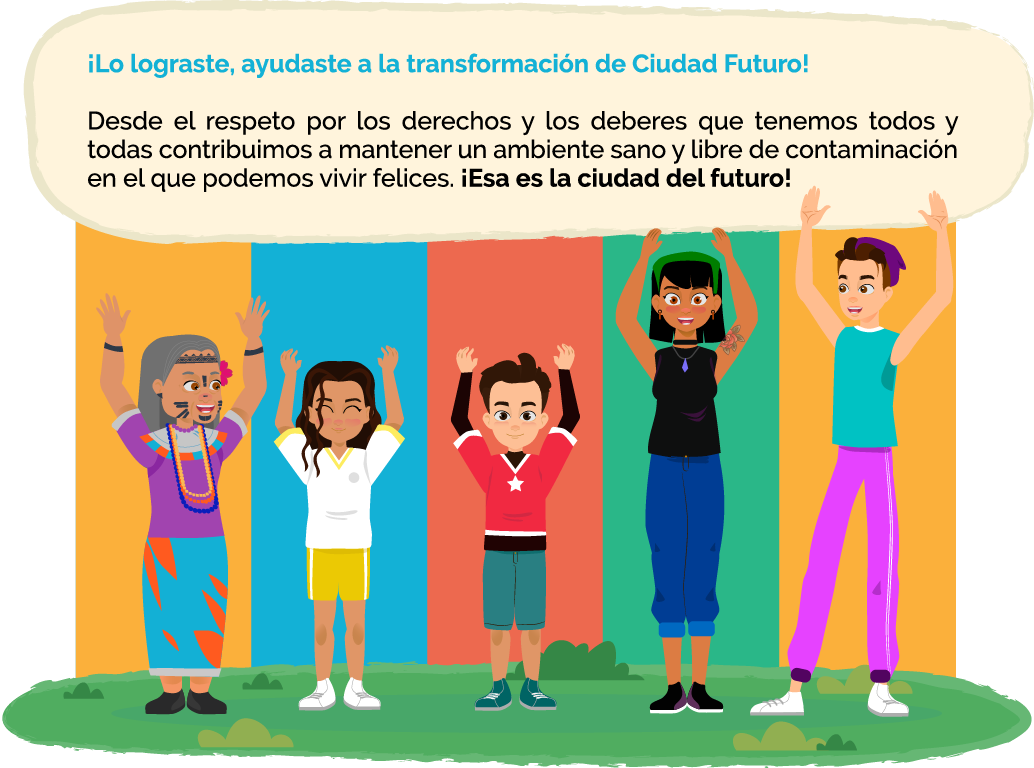 ¡Lo lograste, ayudaste a la transformación de Ciudad Futuro!
Desde el respeto por los derechos y los deberes que tenemos todos y
todas contribuimos a mantener un ambiente sano y libre de contaminación
en el que podemos vivir felices. ¡Esa es la ciudad del futuro!